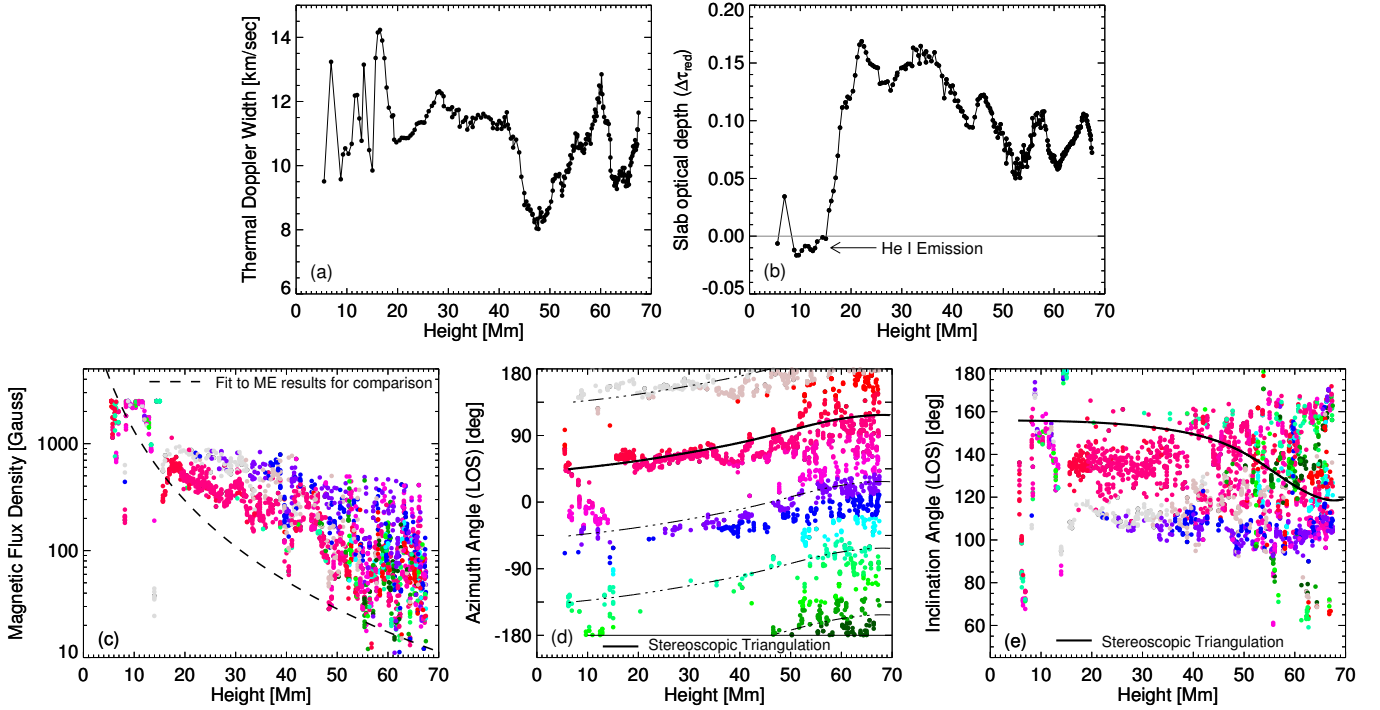 Thermal Doppler Width [km/sec]
14
12
10
8
6
(a)
0 10 20 30 40 50 60 70
Height [Mm]
Slab optical depth (Δτred)
0.20
0.15
0.10
0.05
0.00
-0.05
He I Emission
(b)
0 10 20 30 40 50 60 70
Height [Mm]
Magnetic Flux Density [Gauss]
1000
100
10
Fit to ME results for comparison
(c)
0 10 20 30 40 50 60 70
Height [Mm]
Azimuth Angle (LOS) [deg]
180
90
0
-90
-180
(d)
Stereoscopic Triangulation
0 10 20 30 40 50 60 70
Height [Mm]
Inclination Angle (LOS) [deg]
180
160
140
120
100
80
60
(e)
Stereoscopic Triangulation
0 10 20 30 40 50 60 70
Height [Mm]